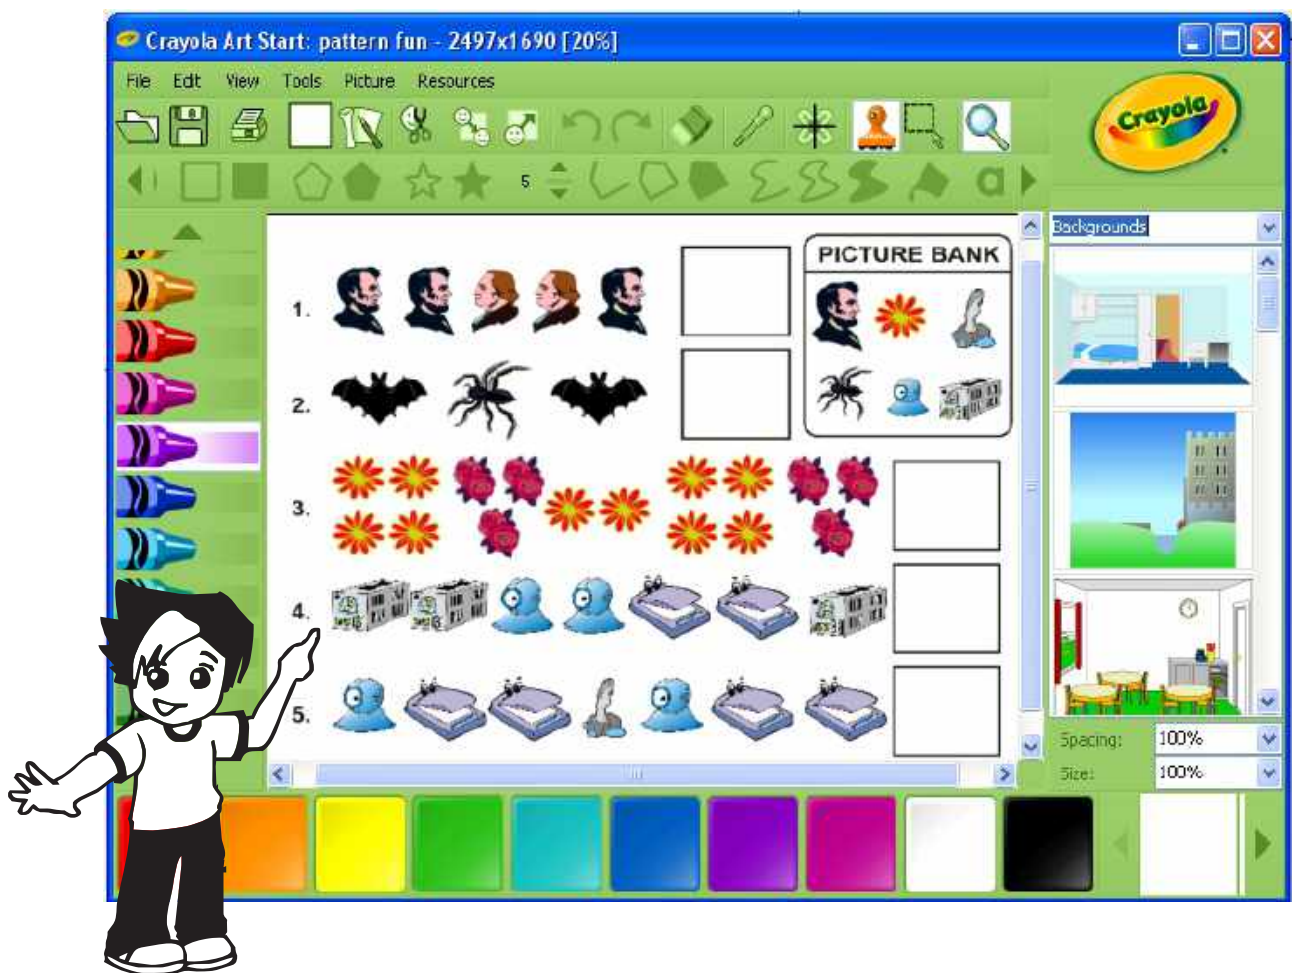 Crayola Art Start: pattern fun - 2497x1690 [20%]
File Edit View Tools Picture Resources
Crayola
5
a
Backgrounds
PICTURE BANK
1.
2.
3.
4.
5.
Spacing: 100%
Size: 100%